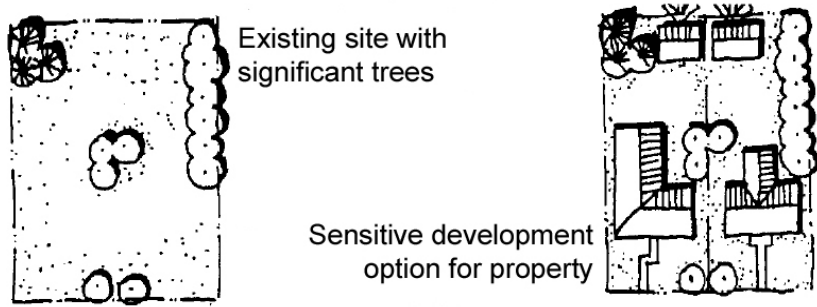 Existing site with
significant trees
Sensitive development
option for property